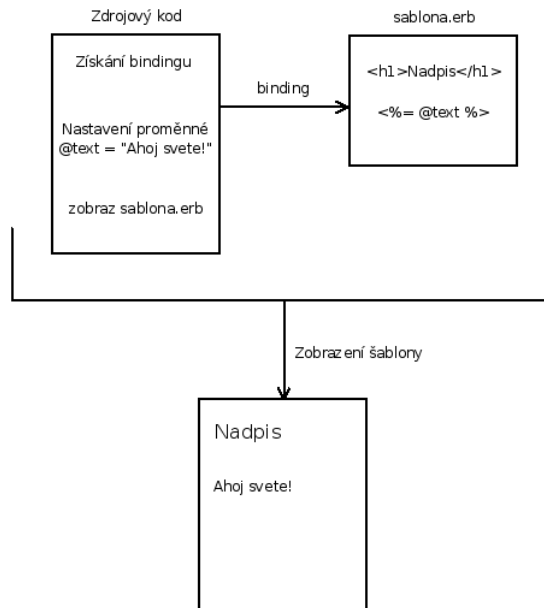 Zdrojový kod
Získání bindingu
Nastavení proměnné
@text = "Ahoj svete!"
zobraz sablona.erb
binding
sablona.erb
<h1>Nadpis</h1>
<%= @text %>
Zobrazení šablony
Nadpis
Ahoj svete!